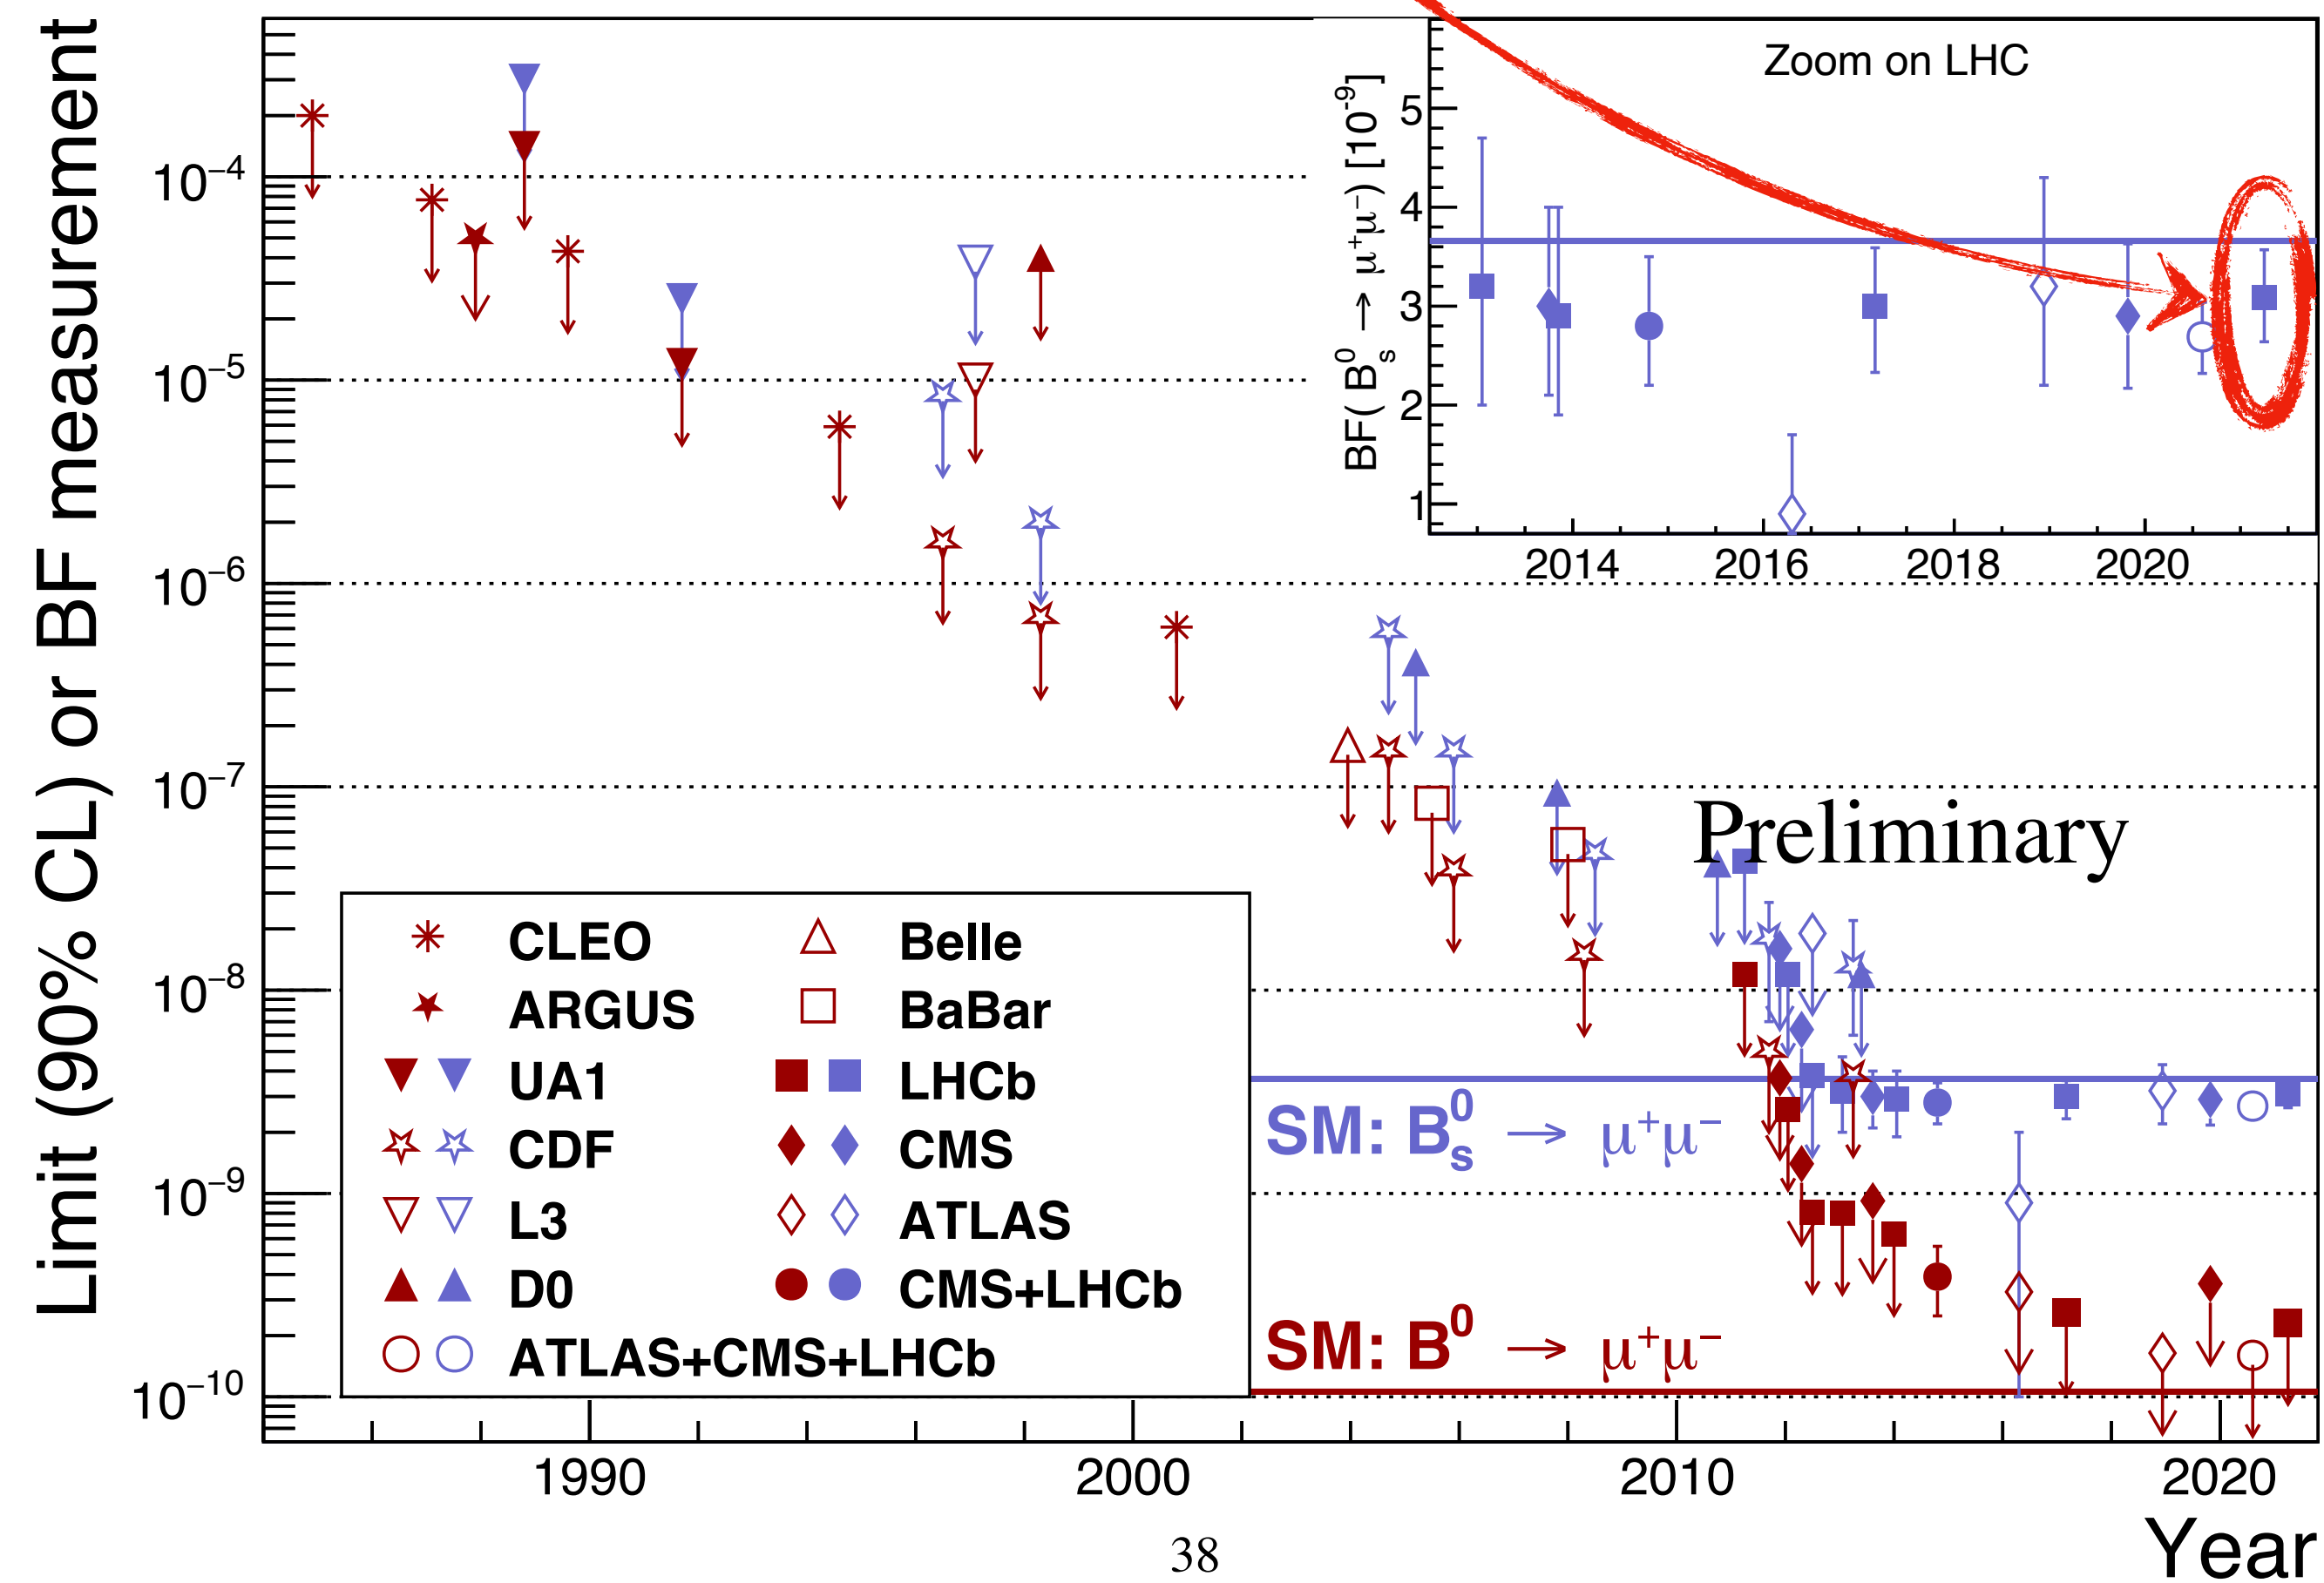 Limit (90% CL) or BF measurement
10⁻⁴
10⁻⁵
10⁻⁶
10⁻⁷
10⁻⁸
10⁻⁹
10⁻¹⁰
Zoom on LHC
BF( B⁰ₛ → μ⁺μ⁻) [10⁻⁹]
5
4
3
2
1
2014 2016 2018 2020
Preliminary
CLEO Belle
ARGUS BaBar
UA1 LHCb
CDF CMS
L3 ATLAS
D0 CMS+LHCb
ATLAS+CMS+LHCb
SM: B⁰ₛ → μ⁺μ⁻
SM: B⁰ → μ⁺μ⁻
1990 2000 2010 2020
Year
38